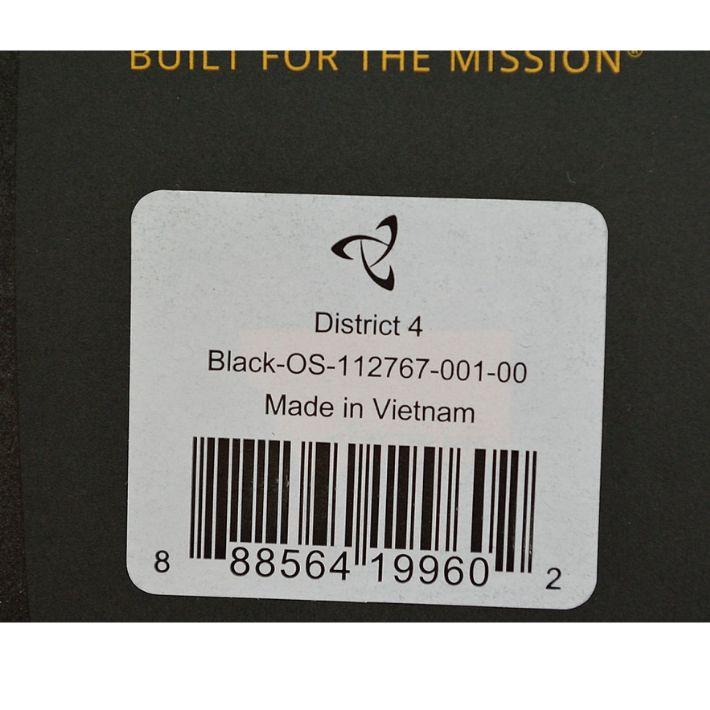 BUILT FOR THE MISSION®
District 4
Black-OS-112767-001-00
Made in Vietnam
8 88564 19960 2